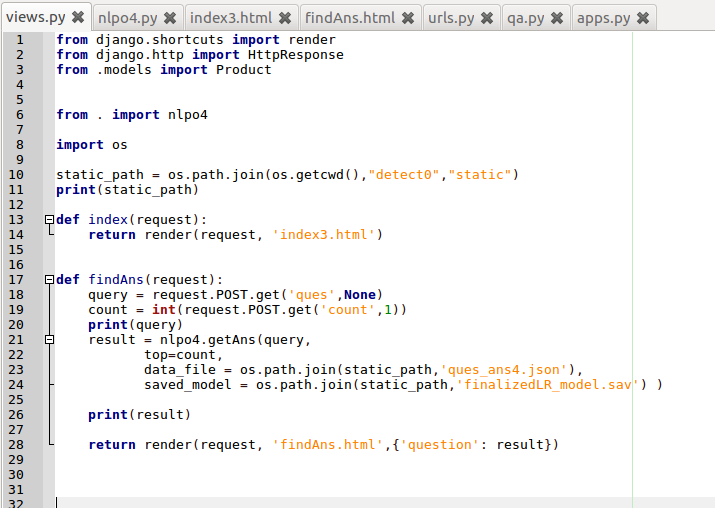 views.py nlpo4.py index3.html findAns.html urls.py qa.py apps.py
1 from django.shortcuts import render
2 from django.http import HttpResponse
3 from .models import Product
4
5
6 from . import nlpo4
7
8 import os
9
10 static_path = os.path.join(os.getcwd(),"detect0","static")
11 print(static_path)
12
13 def index(request):
14     return render(request, 'index3.html')
15
16
17 def findAns(request):
18     query = request.POST.get('ques',None)
19     count = int(request.POST.get('count',1))
20     print(query)
21     result = nlpo4.getAns(query,
22            top=count,
23            data_file = os.path.join(static_path,'ques_ans4.json'),
24            saved_model = os.path.join(static_path,'finalizedLR_model.sav') )
25
26     print(result)
27
28     return render(request, 'findAns.html',{'question': result})
29
30
31
32